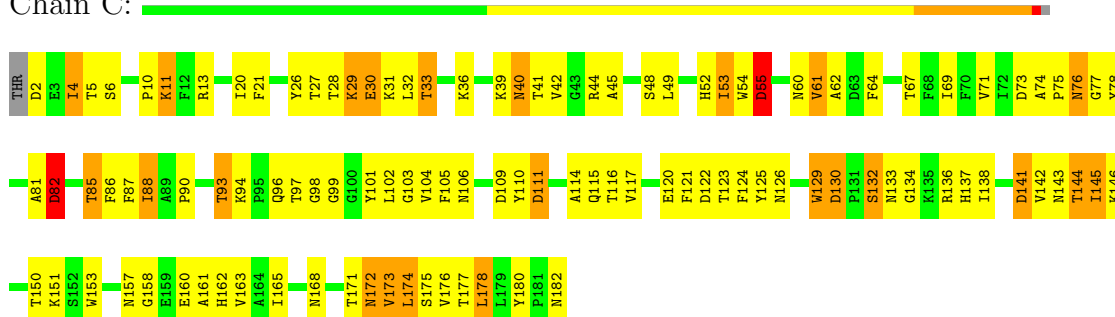 Chain C:
THR D2 E3 I4 T5 S6 P10 K11 F12 R13 I20 F21 Y26 T27 T28 K29 E30 K31 L32 T33 K36 K39 N40 T41 V42 G43 R44 A45 S48 L49 H52 I53 W54 D55 N60 V61 A62 D63 F64 T67 F68 I69 F70 V71 I72 D73 A74 P75 N76 G77 Y78
A81 D82 T85 F86 F87 I88 A89 P90 T93 K94 P95 Q96 T97 G98 G99 G100 Y101 L102 G103 V104 F105 N106 D109 Y110 D111 A114 Q115 T116 V117 E120 F121 D122 T123 F124 Y125 N126 W129 D130 P131 S132 N133 G134 K135 R136 H137 I138 D141 V142 N143 T144 I145 K146
T150 K151 S152 W153 N157 G158 E159 E160 A161 H162 V163 A164 I165 N168 T171 N172 V173 L174 S175 V176 T177 L178 L179 Y180 P181 N182